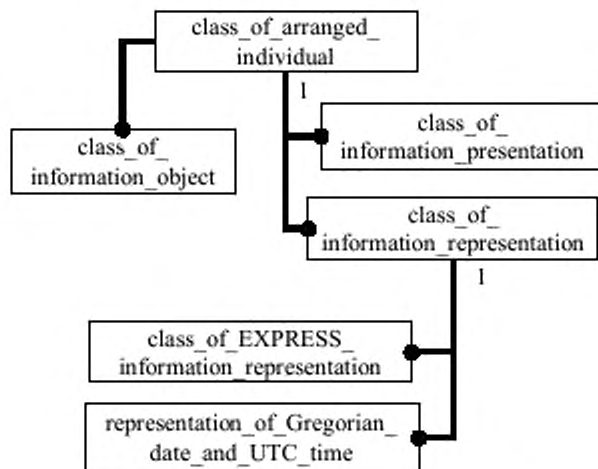 class_of_arranged_
individual
1
class_of_
information_presentation
class_of_
information_object
class_of_
information_representation
1
class_of_EXPRESS_
information_representation
representation_of_Gregorian_
date_and_UTC_time